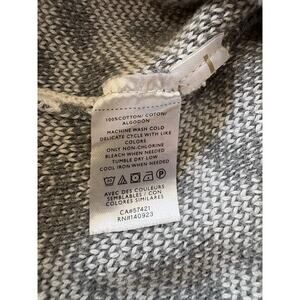 100%COTTON/ COTON/
ALGODON
MACHINE WASH COLD
DELICATE CYCLE WITH LIKE
COLORS
ONLY NON-CHLORINE
BLEACH WHEN NEEDED
TUMBLE DRY LOW
COOL IRON WHEN NEEDED
AVEC DES COULEURS
SEMBLABLES / CON
COLORES SIMILARES
CA#57421
RN#140923